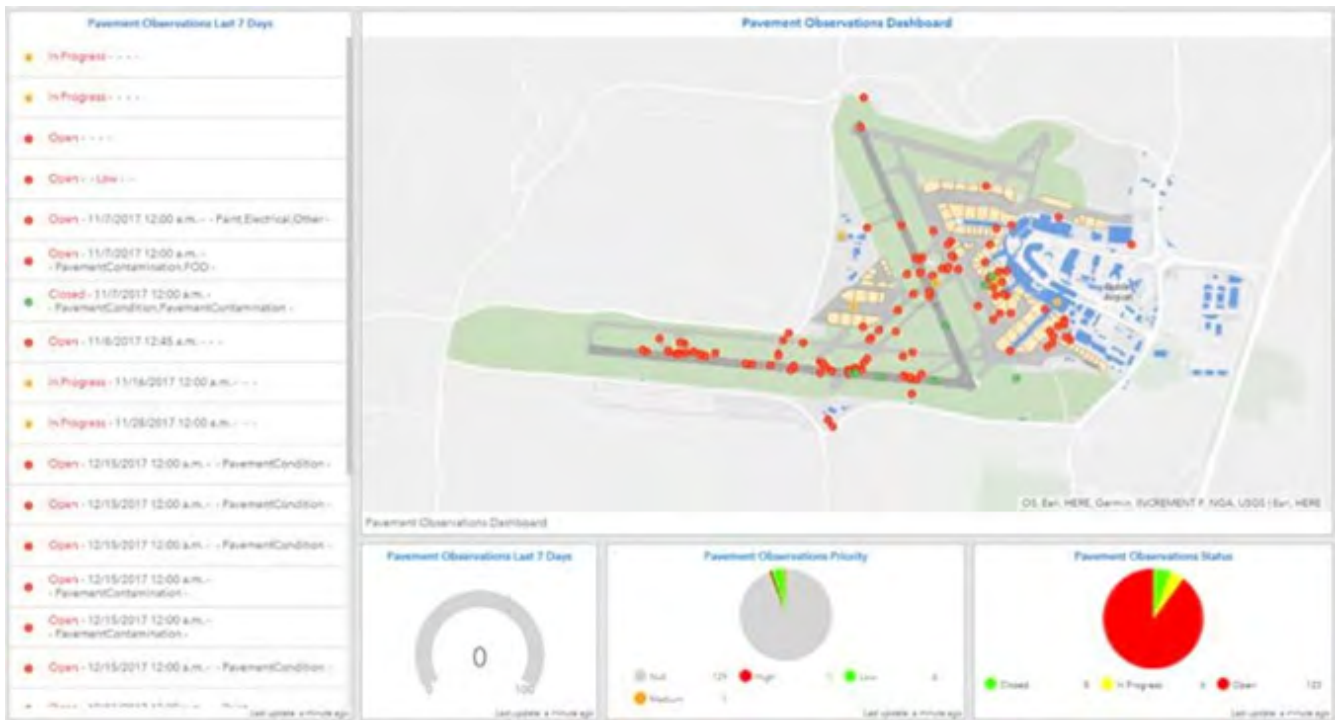 Pavement Observations Last 7 Days
In Progress - - - -
In Progress - - - -
Open - - - -
Open - - Low - -
Open - 11/7/2017 12:00 a.m. - - Paint,Electrical,Other -
Open - 11/7/2017 12:00 a.m. -
- PavementContamination,FOD -
Closed - 11/7/2017 12:00 a.m. -
- PavementCondition,PavementContamination -
Open - 11/6/2017 12:45 a.m. - - -
In Progress - 11/16/2017 12:00 a.m. - - -
In Progress - 11/28/2017 12:00 a.m. - - -
Open - 12/15/2017 12:00 a.m. - - PavementCondition -
Open - 12/15/2017 12:00 a.m. - - PavementCondition -
Open - 12/15/2017 12:00 a.m. - - PavementCondition -
Open - 12/15/2017 12:00 a.m. -
- PavementContamination -
Open - 12/15/2017 12:00 a.m. -
- PavementContamination -
Open - 12/15/2017 12:00 a.m. - - PavementCondition -
Last update: a minute ago
Pavement Observations Dashboard
Airport
OS, Esri, HERE, Garmin, INCREMENT P, NGA, USGS | Esri, HERE
Pavement Observations Dashboard
Pavement Observations Last 7 Days
0
0
100
Last update: a minute ago
Pavement Observations Priority
Null 129 High 1 Low 6
Medium 1
Last update: a minute ago
Pavement Observations Status
Closed 8 In Progress 6 Open 123
Last update: a minute ago